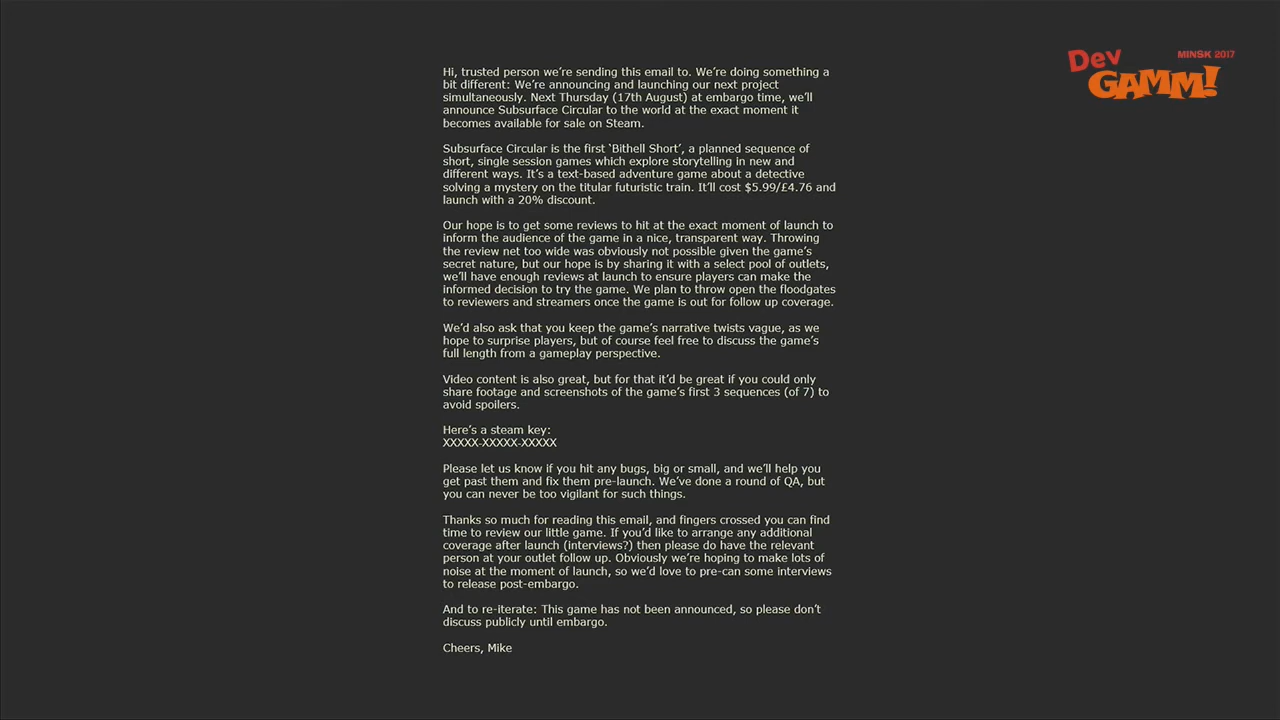 Dev
MINSK 2017
GAMM!
Hi, trusted person we're sending this email to. We're doing something a
bit different: We're announcing and launching our next project
simultaneously. Next Thursday (17th August) at embargo time, we'll
announce Subsurface Circular to the world at the exact moment it
becomes available for sale on Steam.
Subsurface Circular is the first 'Bithell Short', a planned sequence of
short, single session games which explore storytelling in new and
different ways. It's a text-based adventure game about a detective
solving a mystery on the titular futuristic train. It'll cost $5.99/£4.76 and
launch with a 20% discount.
Our hope is to get some reviews to hit at the exact moment of launch to
inform the audience of the game in a nice, transparent way. Throwing
the review net too wide was obviously not possible given the game's
secret nature, but our hope is by sharing it with a select pool of outlets,
we'll have enough reviews at launch to ensure players can make the
informed decision to try the game. We plan to throw open the floodgates
to reviewers and streamers once the game is out for follow up coverage.
We'd also ask that you keep the game's narrative twists vague, as we
hope to surprise players, but of course feel free to discuss the game's
full length from a gameplay perspective.
Video content is also great, but for that it'd be great if you could only
share footage and screenshots of the game's first 3 sequences (of 7) to
avoid spoilers.
Here's a steam key:
XXXXX-XXXXX-XXXXX
Please let us know if you hit any bugs, big or small, and we'll help you
get past them and fix them pre-launch. We've done a round of QA, but
you can never be too vigilant for such things.
Thanks so much for reading this email, and fingers crossed you can find
time to review our little game. If you'd like to arrange any additional
coverage after launch (interviews?) then please do have the relevant
person at your outlet follow up. Obviously we're hoping to make lots of
noise at the moment of launch, so we'd love to pre-can some interviews
to release post-embargo.
And to re-iterate: This game has not been announced, so please don't
discuss publicly until embargo.
Cheers, Mike